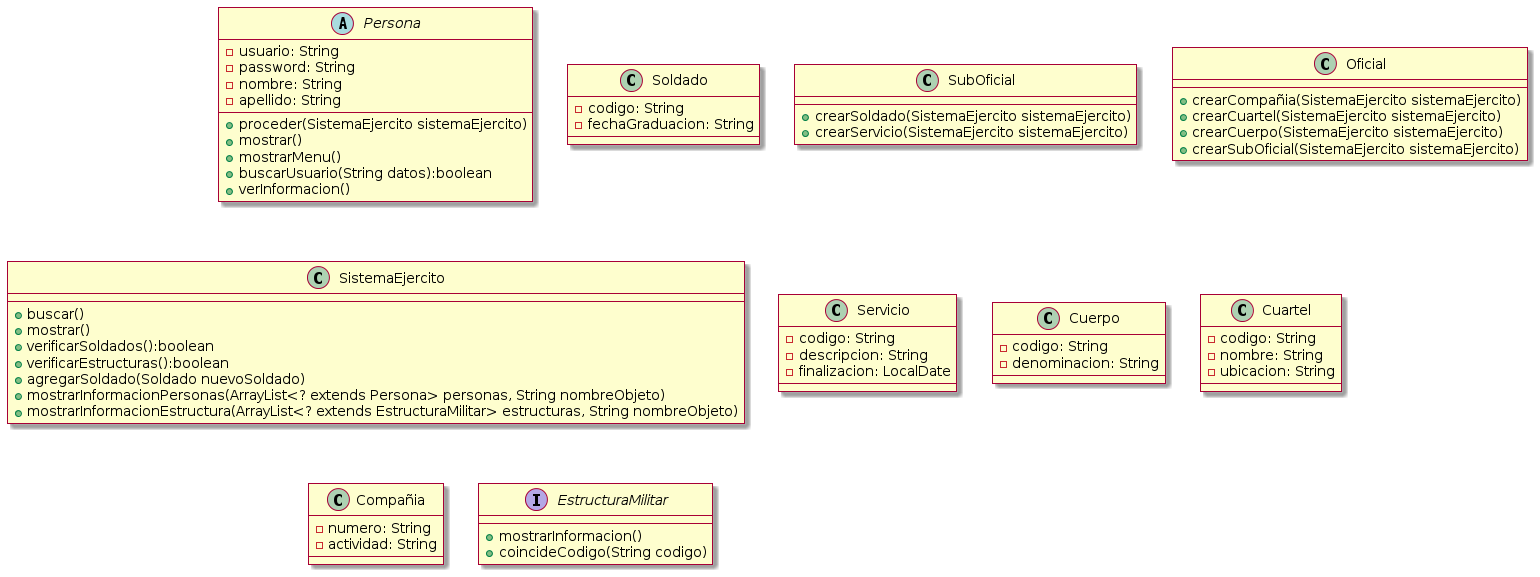 A Persona
usuario: String
password: String
nombre: String
apellido: String
proceder(SistemaEjercito sistemaEjercito)
mostrar()
mostrarMenu()
buscarUsuario(String datos):boolean
verInformacion()
C Soldado
codigo: String
fechaGraduacion: String
C SubOficial
crearSoldado(SistemaEjercito sistemaEjercito)
crearServicio(SistemaEjercito sistemaEjercito)
C Oficial
crearCompañia(SistemaEjercito sistemaEjercito)
crearCuartel(SistemaEjercito sistemaEjercito)
crearCuerpo(SistemaEjercito sistemaEjercito)
crearSubOficial(SistemaEjercito sistemaEjercito)
C SistemaEjercito
buscar()
mostrar()
verificarSoldados():boolean
verificarEstructuras():boolean
agregarSoldado(Soldado nuevoSoldado)
mostrarInformacionPersonas(ArrayList<? extends Persona> personas, String nombreObjeto)
mostrarInformacionEstructura(ArrayList<? extends EstructuraMilitar> estructuras, String nombreObjeto)
C Servicio
codigo: String
descripcion: String
finalizacion: LocalDate
C Cuerpo
codigo: String
denominacion: String
C Cuartel
codigo: String
nombre: String
ubicacion: String
C Compañia
numero: String
actividad: String
I EstructuraMilitar
mostrarInformacion()
coincideCodigo(String codigo)